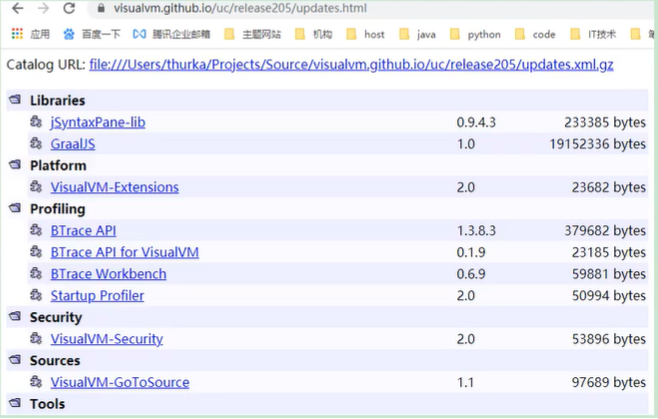 visualvm.github.io/uc/release205/updates.html
应用 百度一下 腾讯企业邮箱 主题网站 机构 host java python code IT技术
Catalog URL: file:///Users/thurka/Projects/Source/visualvm.github.io/uc/release205/updates.xml.gz
Libraries
jSyntaxPane-lib 0.9.4.3 233385 bytes
GraalJS 1.0 19152336 bytes
Platform
VisualVM-Extensions 2.0 23682 bytes
Profiling
BTrace API 1.3.8.3 379682 bytes
BTrace API for VisualVM 0.1.9 23185 bytes
BTrace Workbench 0.6.9 59881 bytes
Startup Profiler 2.0 50994 bytes
Security
VisualVM-Security 2.0 53896 bytes
Sources
VisualVM-GoToSource 1.1 97689 bytes
Tools